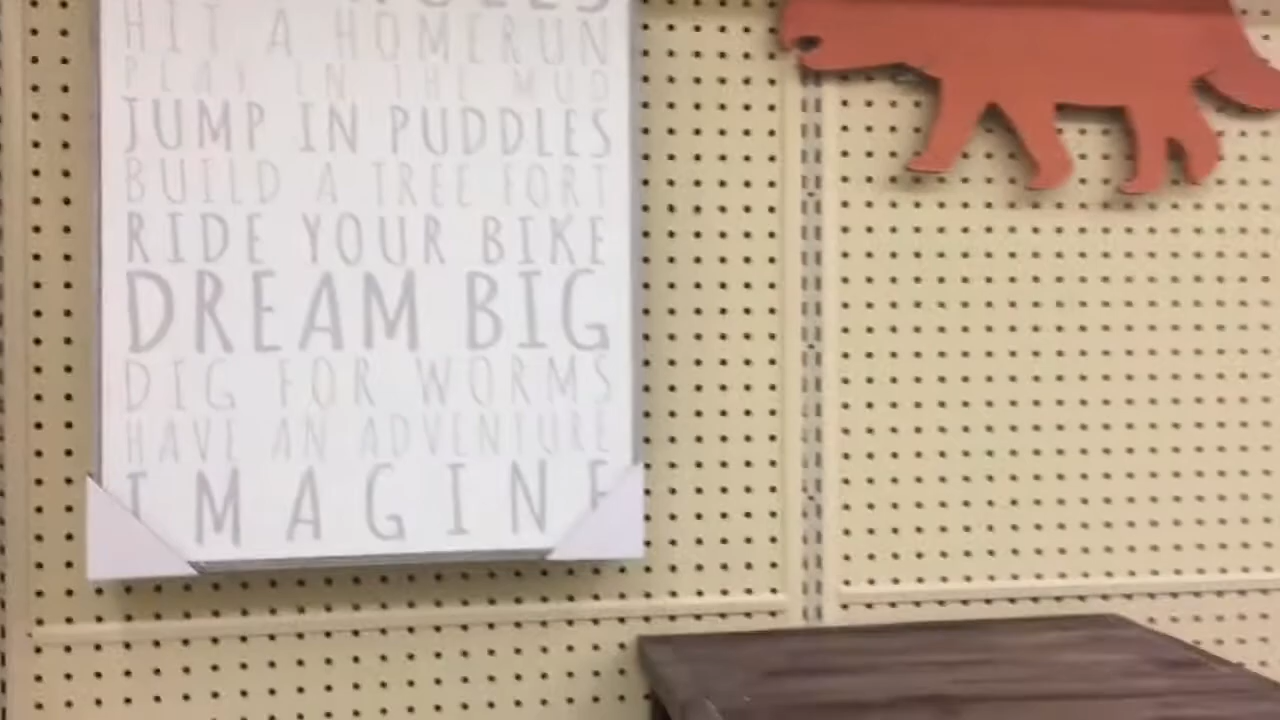 HIT A HOMERUN
PLAY IN THE MUD
JUMP IN PUDDLES
BUILD A TREE FORT
RIDE YOUR BIKE
DREAM BIG
DIG FOR WORMS
HAVE AN ADVENTURE
IMAGINE